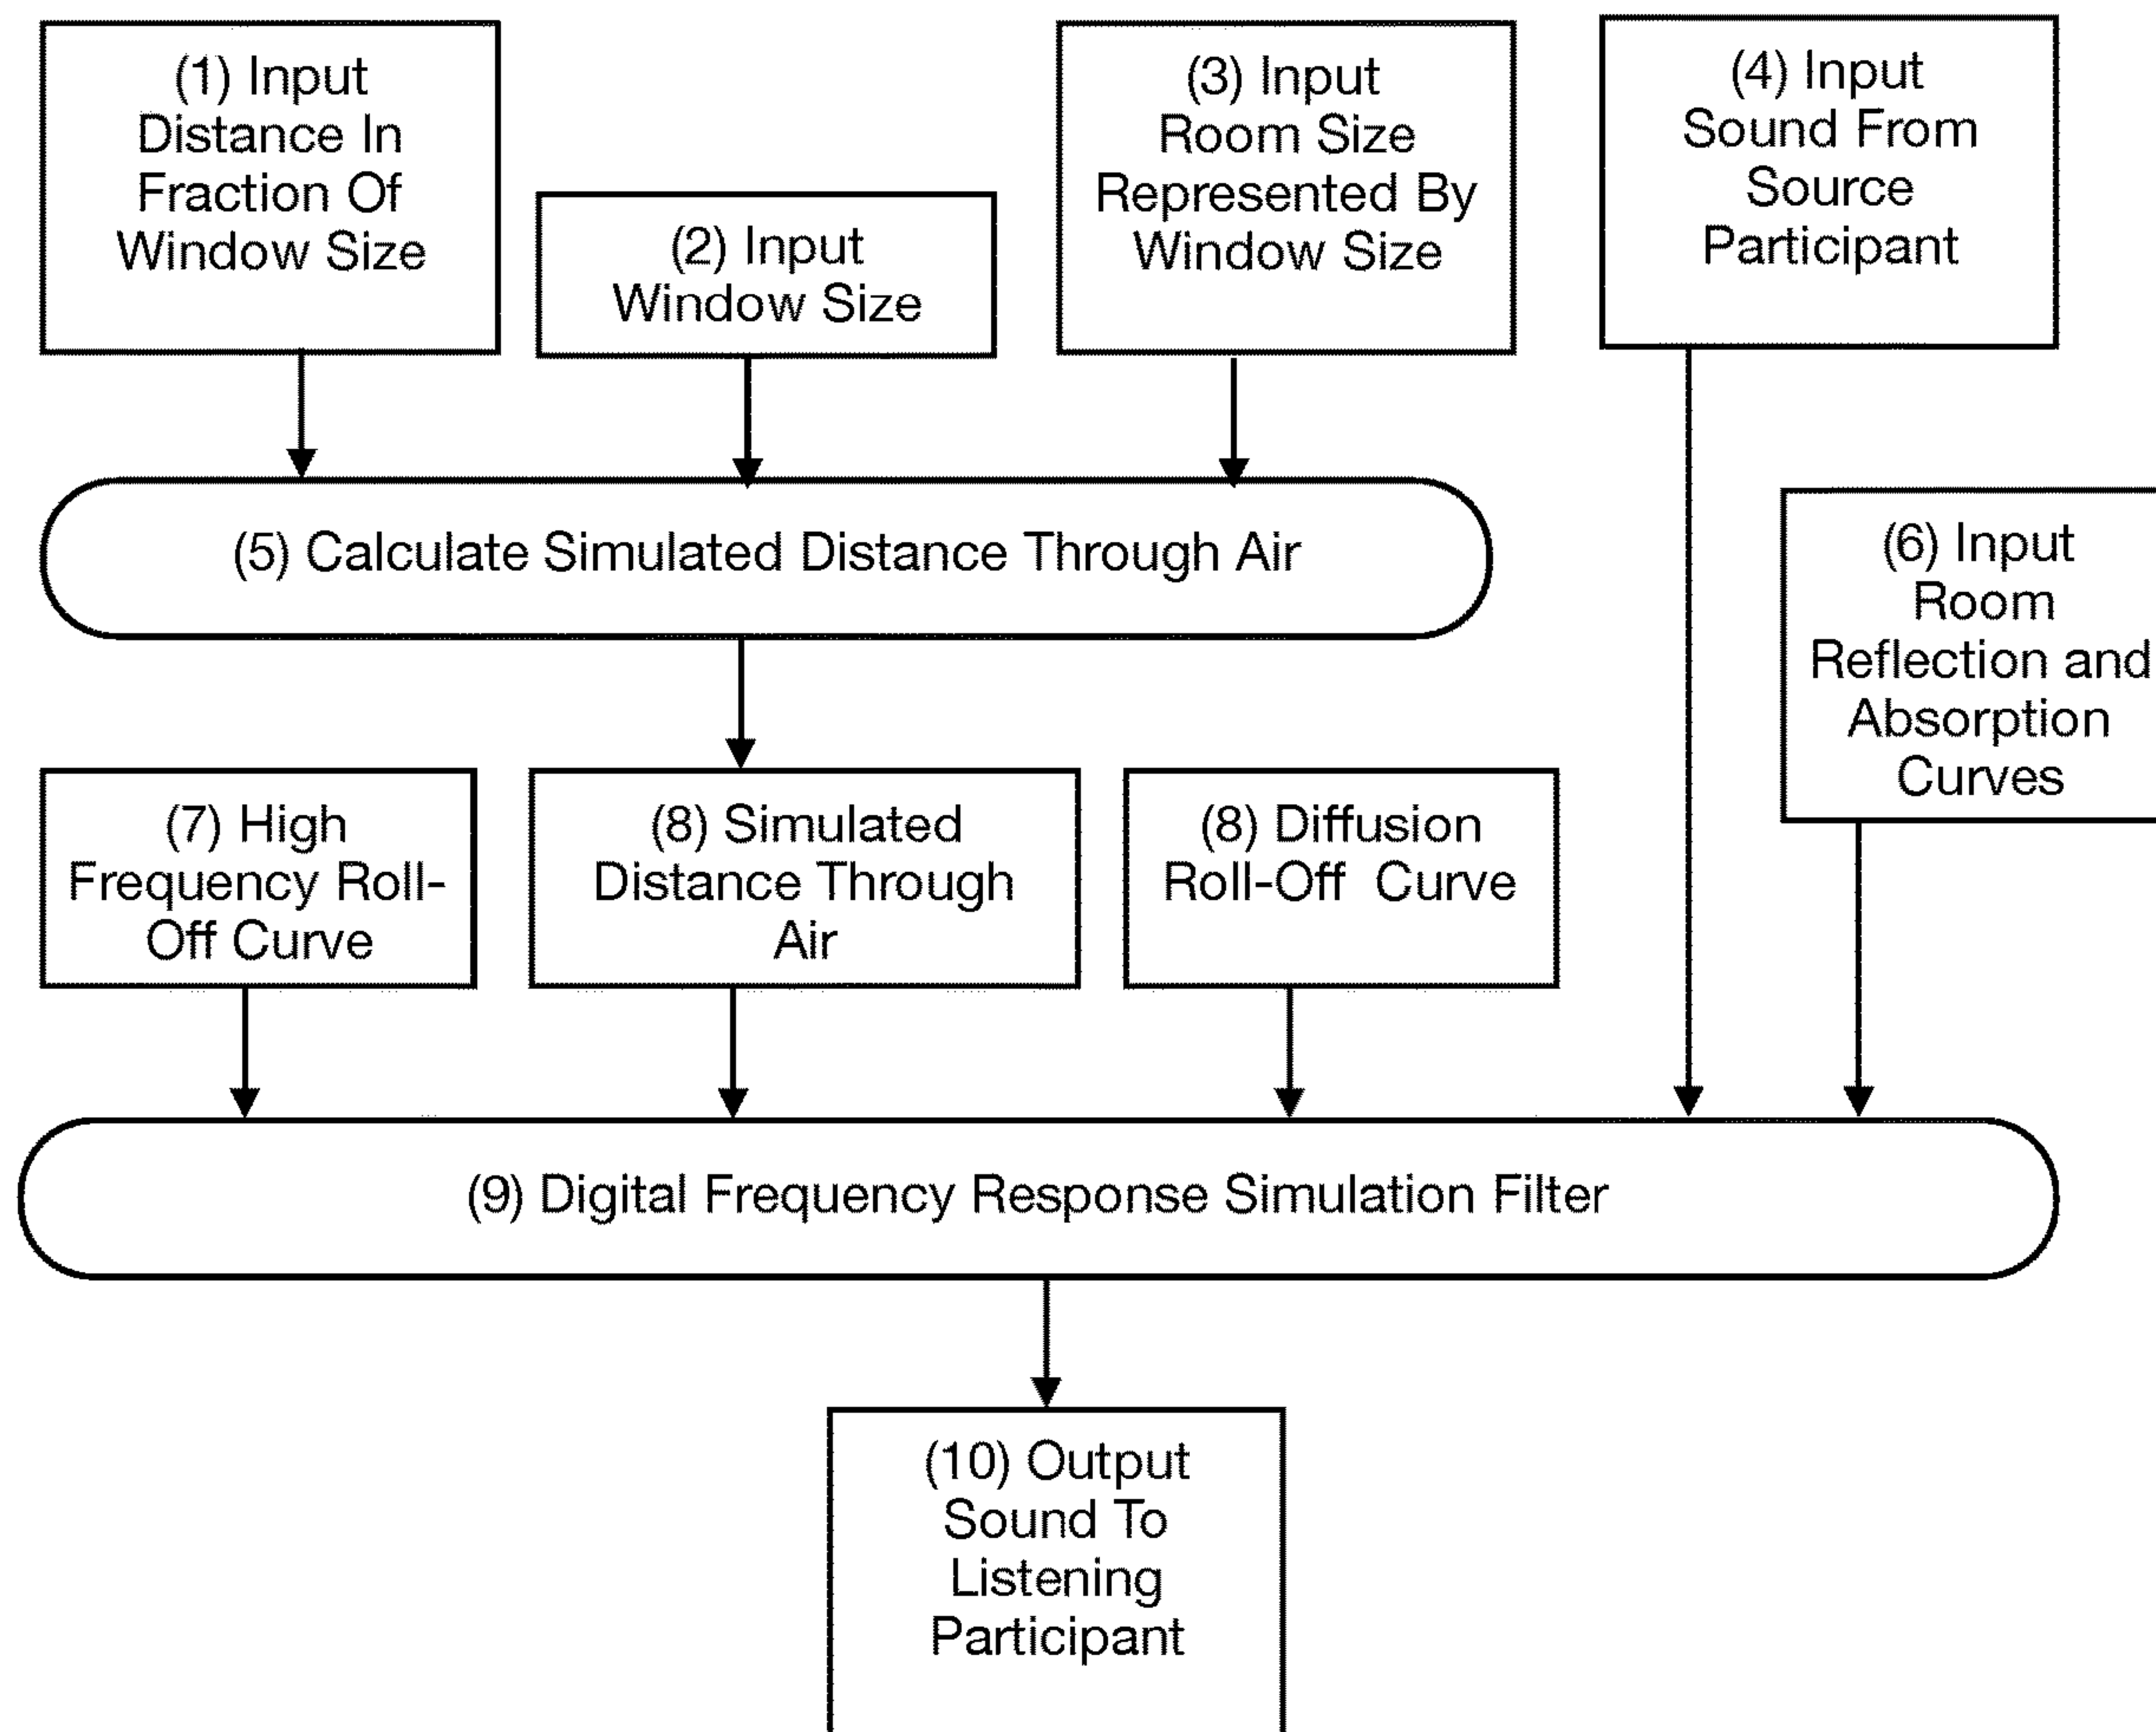 (1) Input
Distance In
Fraction Of
Window Size
(2) Input
Window Size
(3) Input
Room Size
Represented By
Window Size
(4) Input
Sound From
Source
Participant
(5) Calculate Simulated Distance Through Air
(6) Input
Room
Reflection and
Absorption
Curves
(7) High
Frequency Roll-
Off Curve
(8) Simulated
Distance Through
Air
(8) Diffusion
Roll-Off Curve
(9) Digital Frequency Response Simulation Filter
(10) Output
Sound To
Listening
Participant